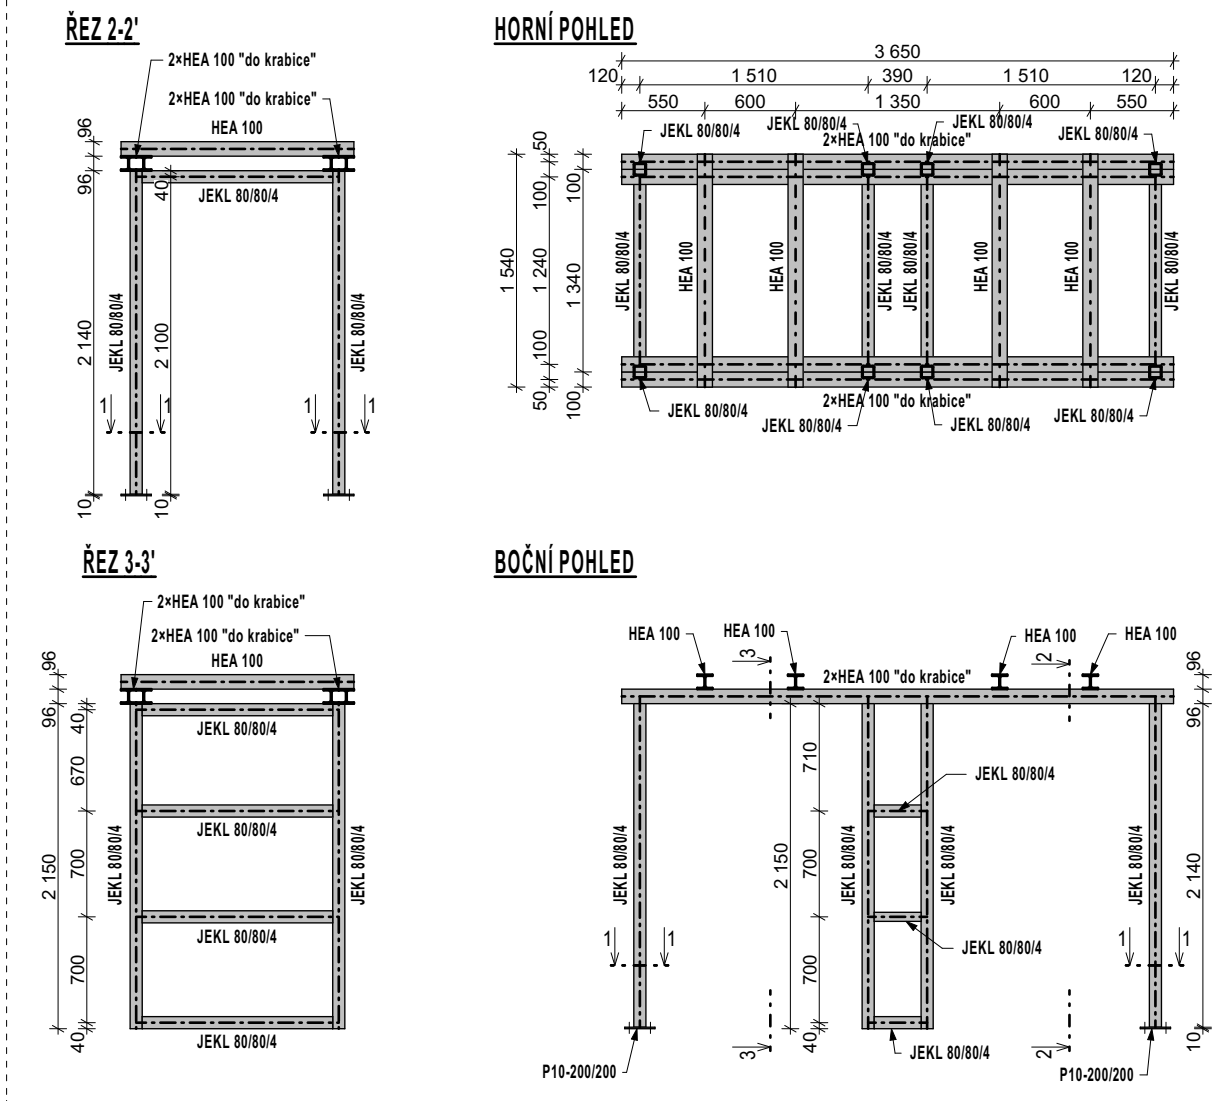 ŘEZ 2-2'
2×HEA 100 "do krabice"
2×HEA 100 "do krabice"
HEA 100
96
96
40
JEKL 80/80/4
JEKL 80/80/4
JEKL 80/80/4
2 140
2 100
1
1
1
1
10
10
HORNÍ POHLED
3 650
120
1 510
390
1 510
120
550
600
1 350
600
550
JEKL 80/80/4
JEKL 80/80/4
JEKL 80/80/4
JEKL 80/80/4
2×HEA 100 "do krabice"
50
100
100
1 540
1 240
1 340
100
50
100
JEKL 80/80/4
HEA 100
HEA 100
JEKL 80/80/4
JEKL 80/80/4
HEA 100
HEA 100
JEKL 80/80/4
2×HEA 100 "do krabice"
JEKL 80/80/4
JEKL 80/80/4
JEKL 80/80/4
JEKL 80/80/4
ŘEZ 3-3'
2×HEA 100 "do krabice"
2×HEA 100 "do krabice"
HEA 100
96
96
40
JEKL 80/80/4
670
JEKL 80/80/4
JEKL 80/80/4
JEKL 80/80/4
2 150
700
JEKL 80/80/4
700
40
JEKL 80/80/4
BOČNÍ POHLED
HEA 100
HEA 100
HEA 100
HEA 100
3
2
2×HEA 100 "do krabice"
96
96
710
JEKL 80/80/4
JEKL 80/80/4
2 150
700
JEKL 80/80/4
JEKL 80/80/4
JEKL 80/80/4
2 140
1
1
JEKL 80/80/4
1
1
700
40
3
JEKL 80/80/4
2
10
P10-200/200
P10-200/200